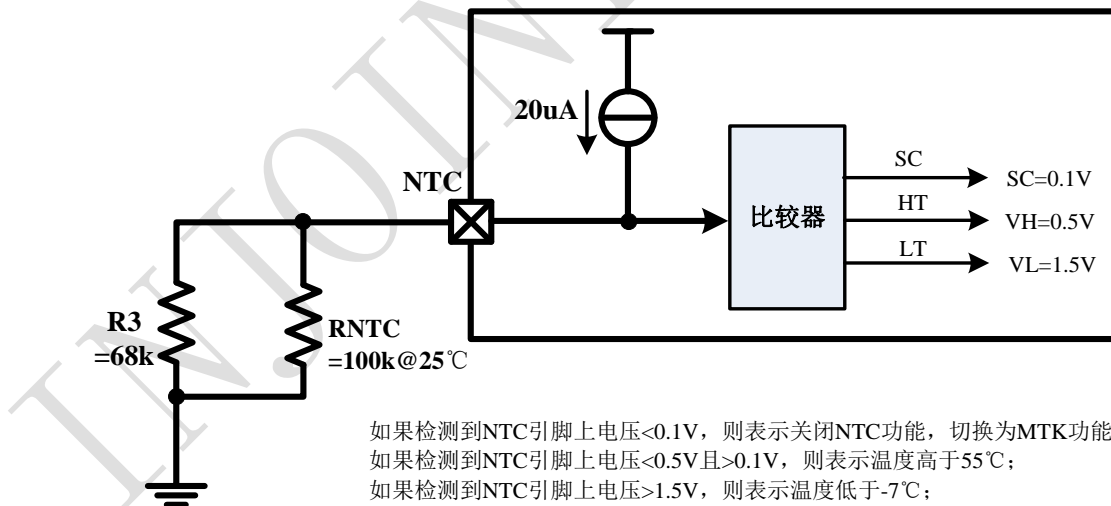 20uA
NTC
SC
SC=0.1V
比较器
HT
VH=0.5V
LT
VL=1.5V
R3
=68k
RNTC
=100k@25℃
如果检测到NTC引脚上电压<0.1V，则表示关闭NTC功能，切换为MTK功能
如果检测到NTC引脚上电压<0.5V且>0.1V，则表示温度高于55℃；
如果检测到NTC引脚上电压>1.5V，则表示温度低于-7℃；
INJOIN